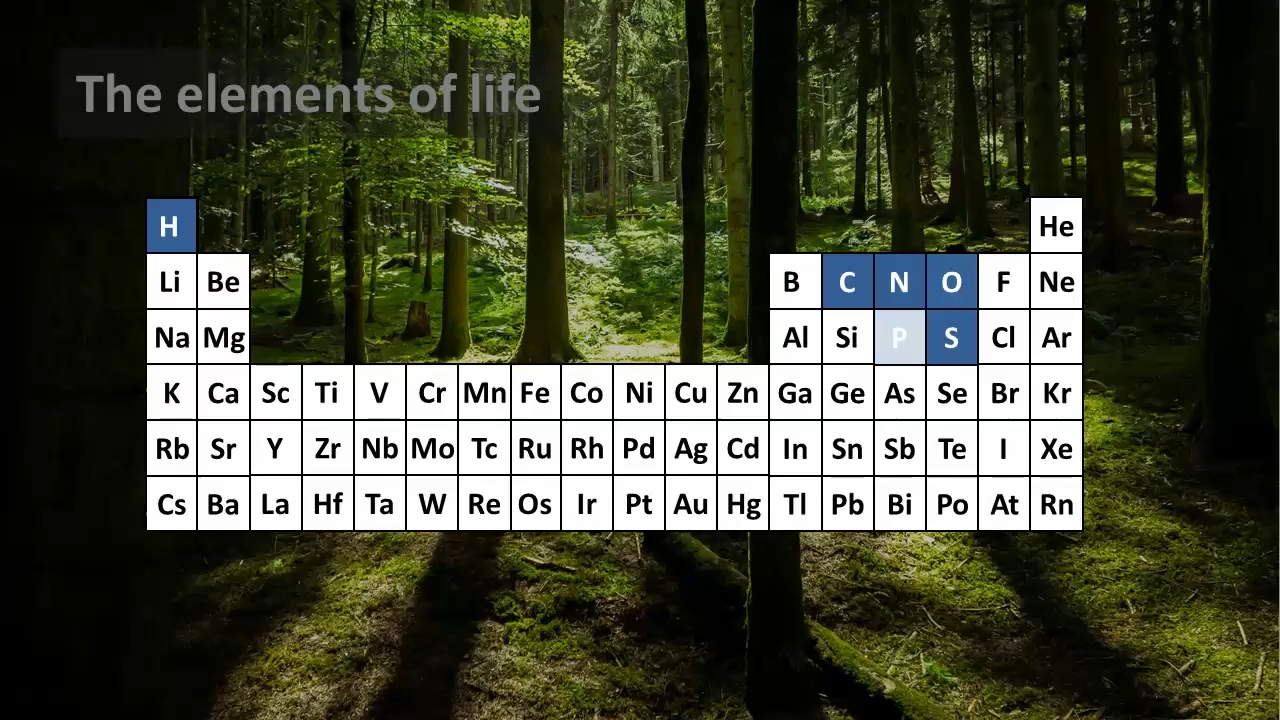 The elements of life
H He
Li Be B C N O F Ne
Na Mg Al Si P S Cl Ar
K Ca Sc Ti V Cr Mn Fe Co Ni Cu Zn Ga Ge As Se Br Kr
Rb Sr Y Zr Nb Mo Tc Ru Rh Pd Ag Cd In Sn Sb Te I Xe
Cs Ba La Hf Ta W Re Os Ir Pt Au Hg Tl Pb Bi Po At Rn